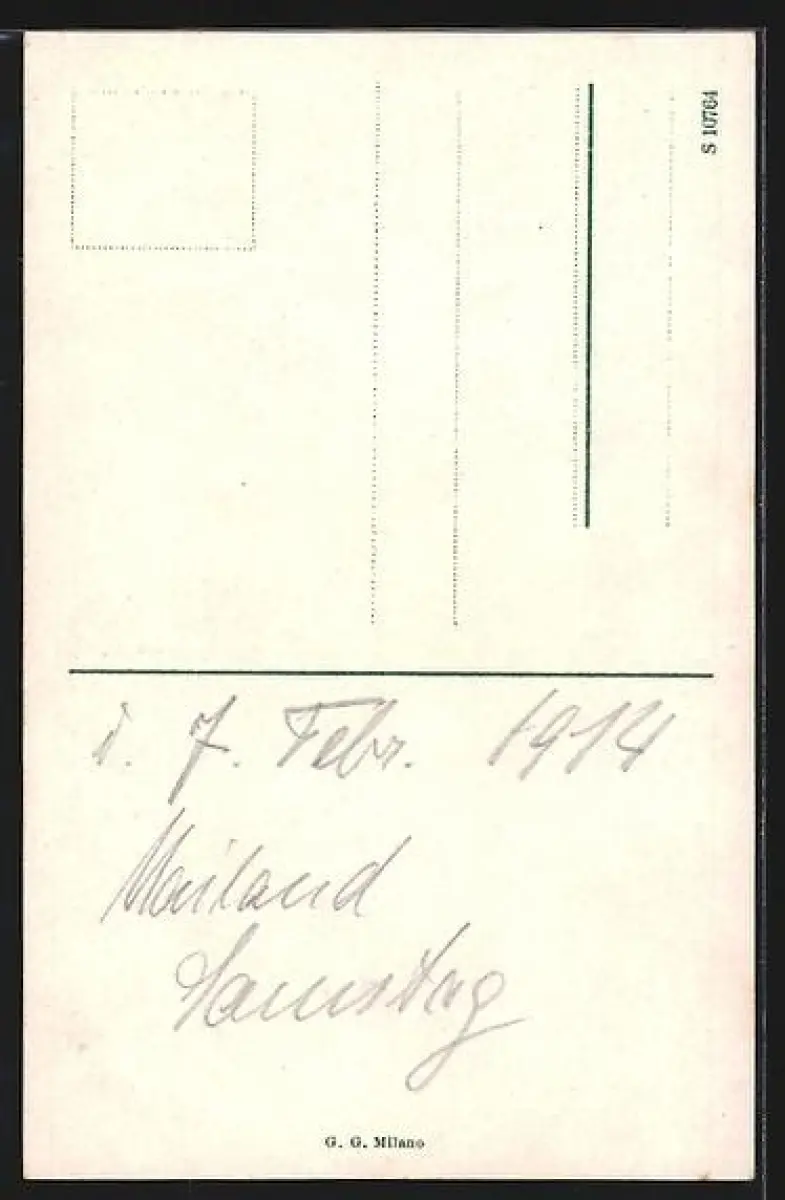 S 10764
d. 7. Febr. 1914
Mailand
Samstag
G. G. Milano